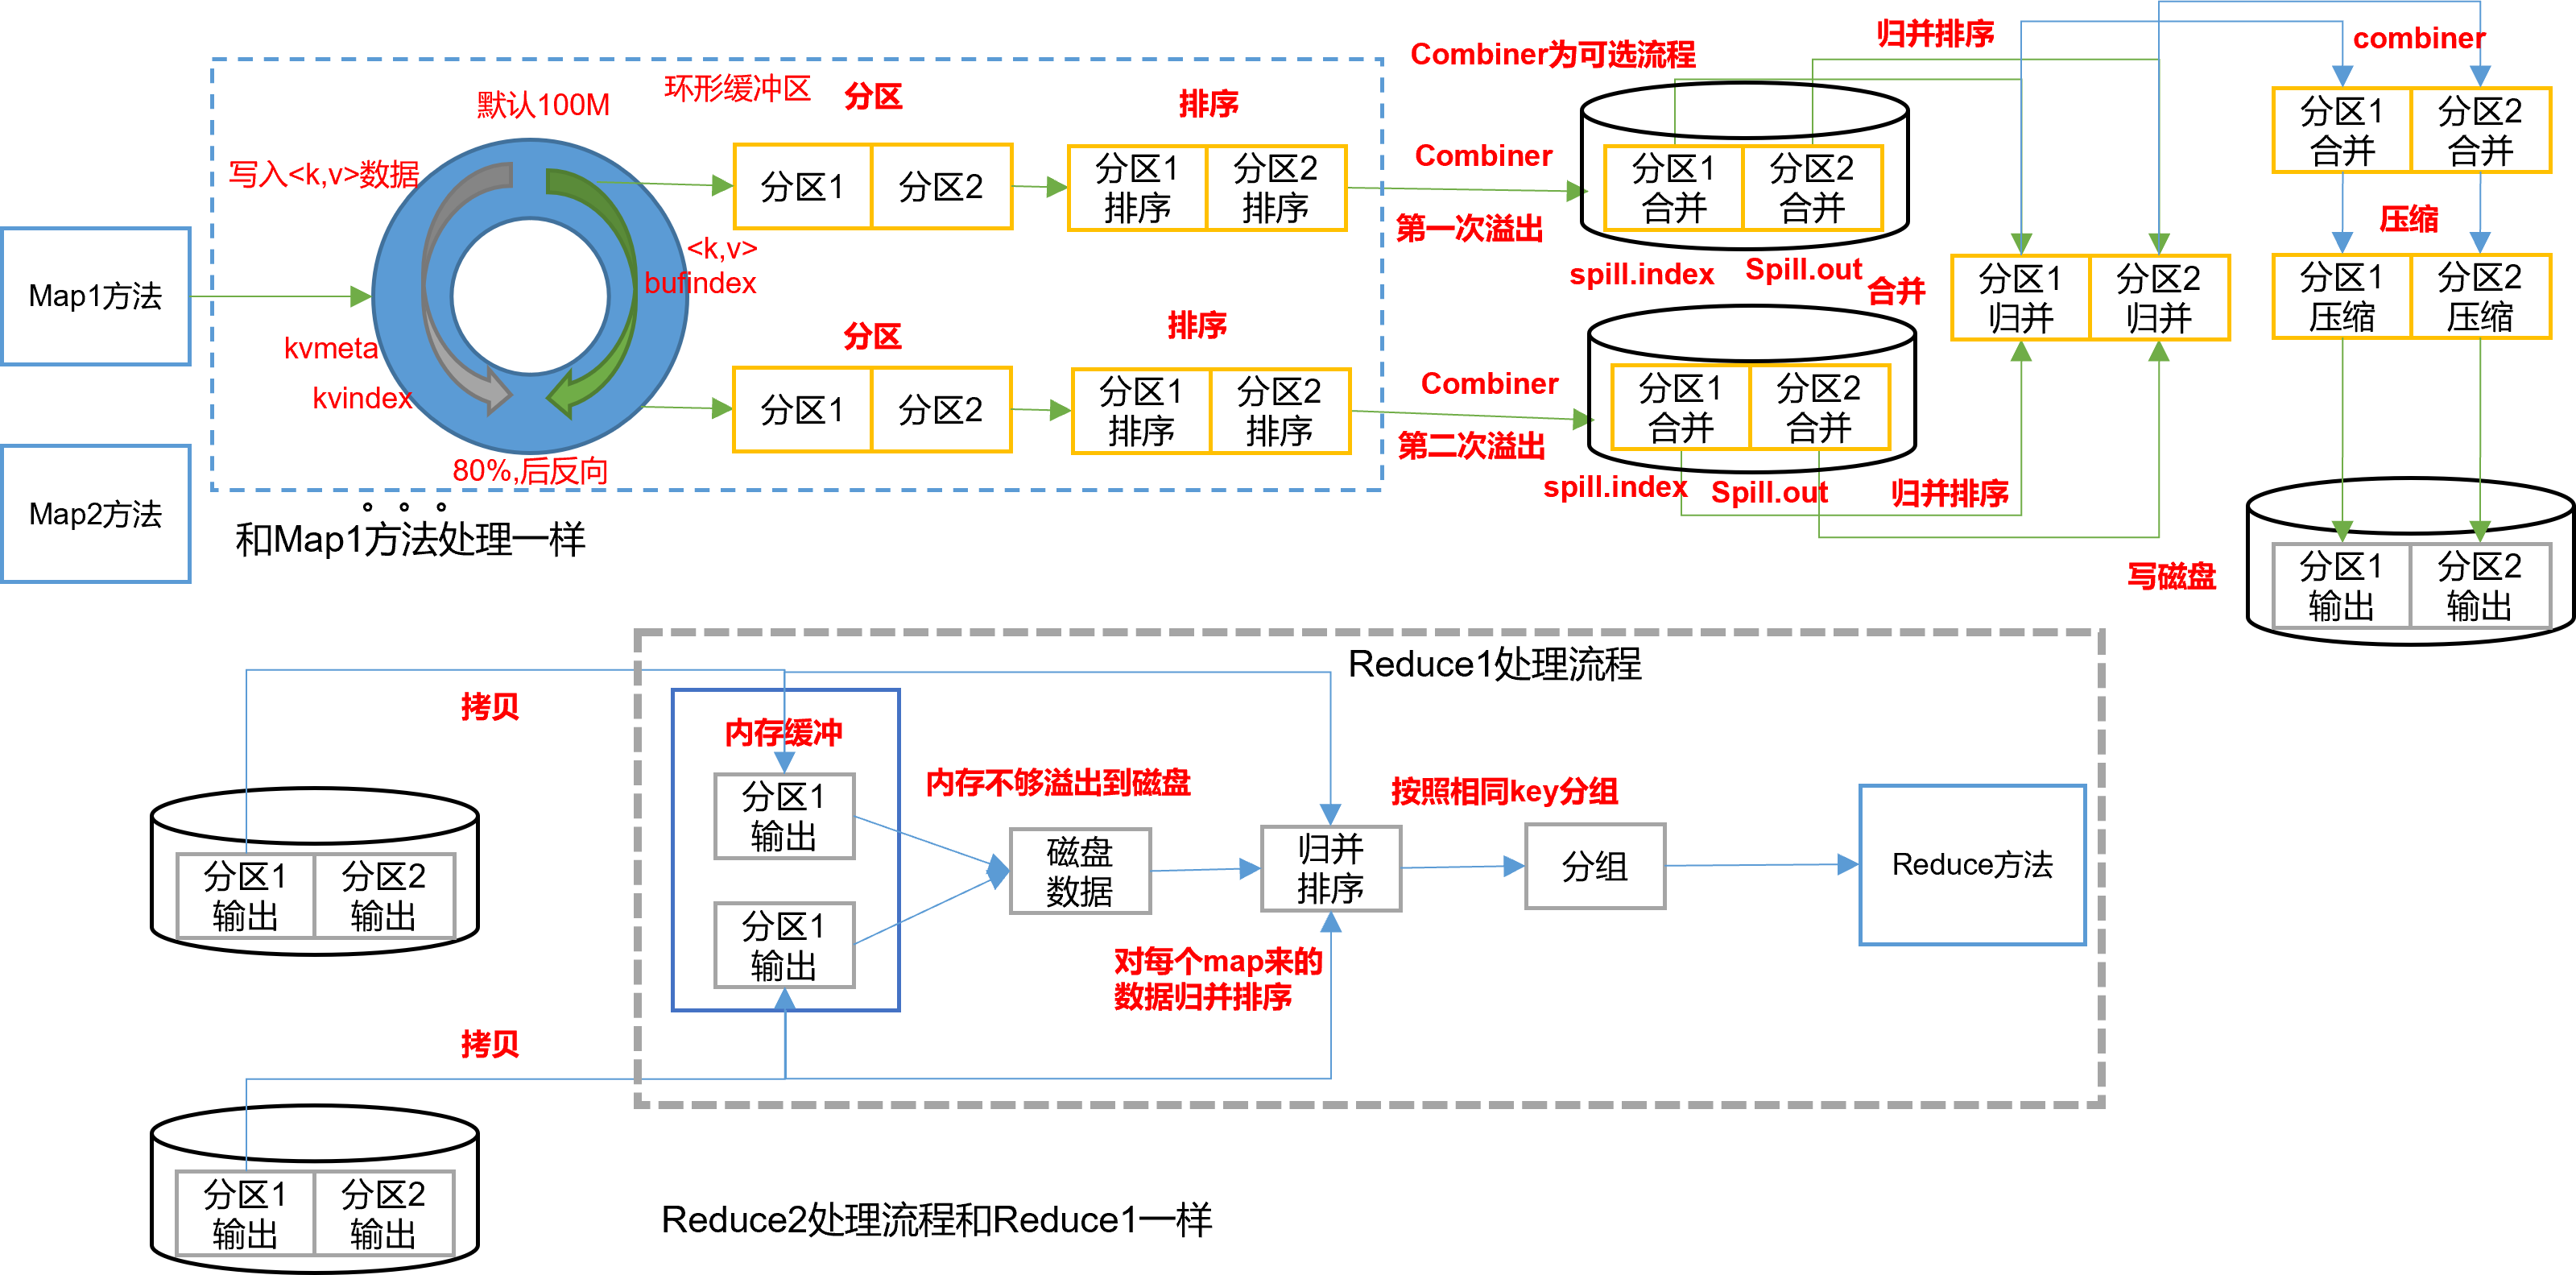 Combiner为可选流程
归并排序
combiner
默认100M
环形缓冲区
分区
排序
写入<k,v>数据
分区1
分区2
分区1
排序
分区2
排序
Combiner
第一次溢出
分区1
合并
分区2
合并
分区1
合并
分区2
合并
压缩
Map1方法
<k,v>
bufindex
spill.index
Spill.out
合并
分区1
归并
分区2
归并
分区1
压缩
分区2
压缩
kvmeta
kvindex
分区
排序
分区1
分区2
分区1
排序
分区2
排序
Combiner
第二次溢出
分区1
合并
分区2
合并
80%,后反向
spill.index
Spill.out
归并排序
Map2方法
。。。
和Map1方法处理一样
写磁盘
分区1
输出
分区2
输出
Reduce1处理流程
拷贝
内存缓冲
分区1
输出
内存不够溢出到磁盘
按照相同key分组
磁盘
数据
归并
排序
分组
Reduce方法
分区1
输出
分区2
输出
分区1
输出
对每个map来的
数据归并排序
拷贝
分区1
输出
分区2
输出
Reduce2处理流程和Reduce1一样